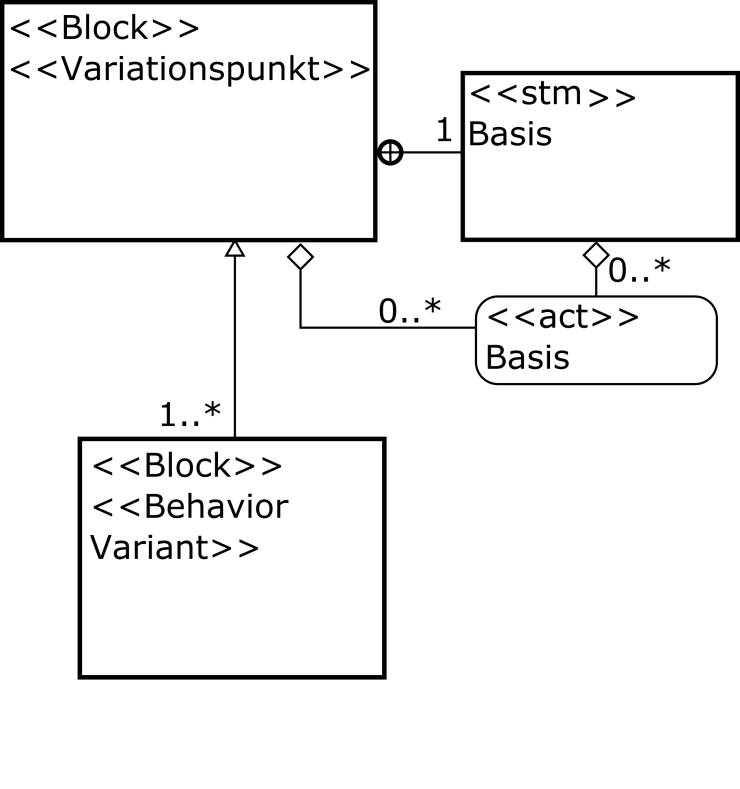 <<Block>>
<<Variationspunkt>>
<<stm>>
Basis
1
0..*
0..*
<<act>>
Basis
1..*
<<Block>>
<<Behavior
Variant>>